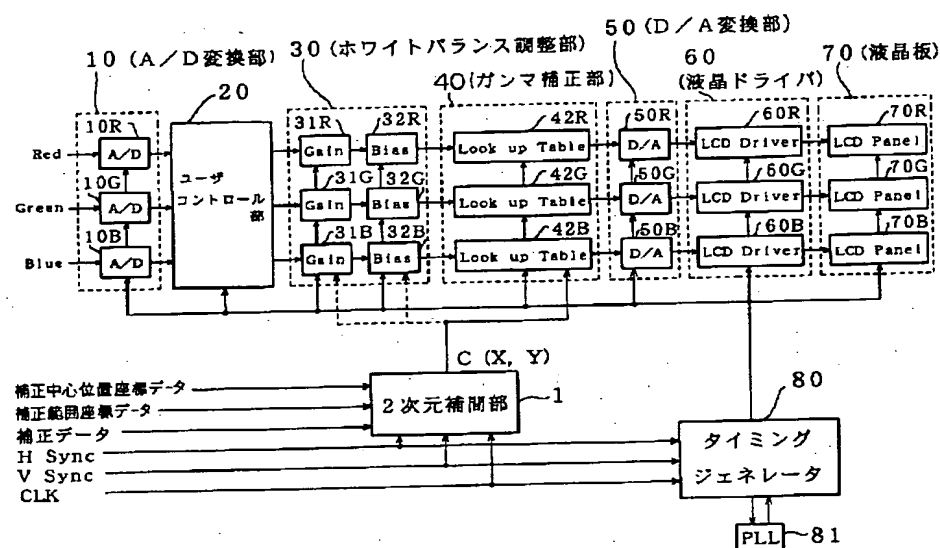 50(D/A変換部)
30(ホワイトバランス調整部)
60
70(液晶板)
10(A/D変換部)
20
40(ガンマ補正部)
(液晶ドライバ)
10R
31R
32R
42R
50R
60R
70R
Red
A/D
Gain
Bias
Look up Table
D/A
LCD Driver
LCD Panel
10G
ユーザ
コントロール
部
31G
32G
42G
50G
60G
70G
Green
A/D
Gain
Bias
Look up Table
D/A
LCD Driver
LCD Panel
10B
31B
32B
42B
50B
60B
70B
Blue
A/D
Gain
Bias
Look up Table
D/A
LCD Driver
LCD Panel
C (X, Y)
補正中心位置座標データ
補正範囲座標データ
補正データ
H Sync
V Sync
CLK
2次元補間部
1
80
タイミング
ジェネレータ
PLL
81